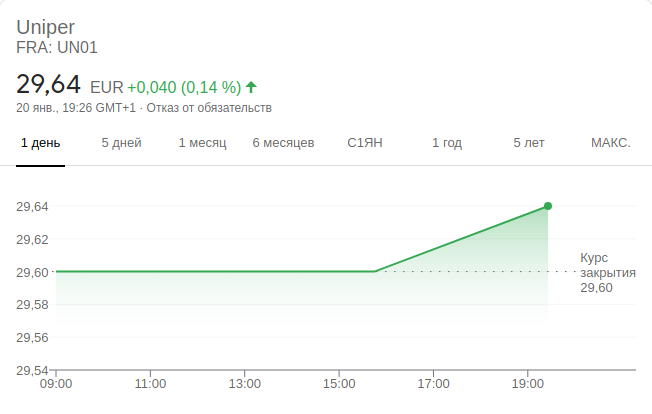 Uniper
FRA: UN01
29,64 EUR +0,040 (0,14 %)
20 янв., 19:26 GMT+1 · Отказ от обязательств
1 день 5 дней 1 месяц 6 месяцев С1ЯН 1 год 5 лет МАКС.
29,64
29,62
29,60
29,58
29,56
29,54
Курс
закрытия
29,60
09:00 11:00 13:00 15:00 17:00 19:00